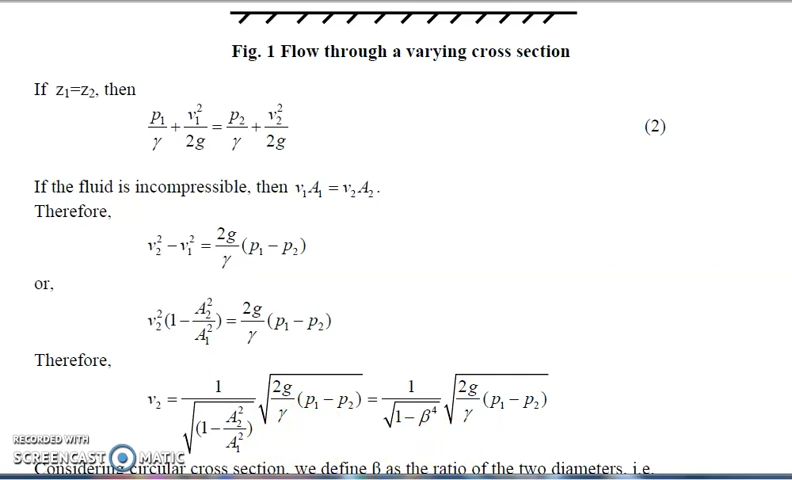 Fig. 1 Flow through a varying cross section
If z₁=z₂, then
p₁/γ + v₁²/2g = p₂/γ + v₂²/2g (2)
If the fluid is incompressible, then v₁A₁ = v₂A₂.
Therefore,
v₂² − v₁² = 2g/γ (p₁ − p₂)
or,
v₂²(1 − A₂²/A₁²) = 2g/γ (p₁ − p₂)
Therefore,
v₂ = 1/√(1 − A₂²/A₁²) √(2g/γ (p₁ − p₂)) = 1/√(1 − β⁴) √(2g/γ (p₁ − p₂))
RECORDED WITH
SCREENCAST MATIC
Considering circular cross section, we define β as the ratio of the two diameters, i.e.